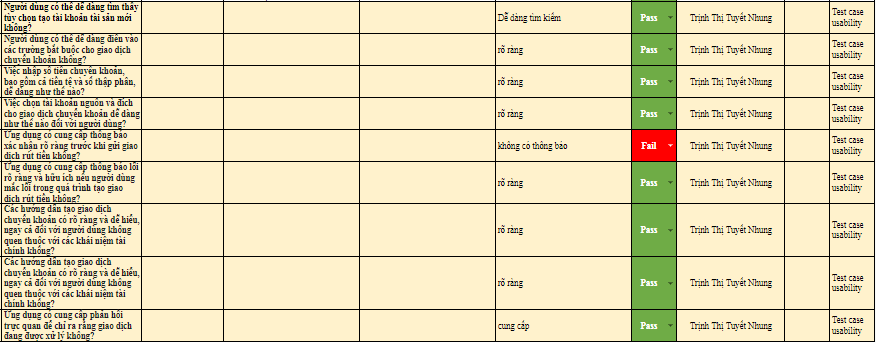 Người dùng có thể dễ dàng tìm thấy
tùy chọn tạo tài khoản tài sản mới
không?
Dễ dàng tìm kiếm
Pass
Trịnh Thị Tuyết Nhung
Test case
usability
Người dùng có thể dễ dàng điền vào
các trường bắt buộc cho giao dịch
chuyển khoản không?
rõ ràng
Pass
Trịnh Thị Tuyết Nhung
Test case
usability
Việc nhập số tiền chuyển khoản,
bao gồm cả tiền tệ và số thập phân,
dễ dàng như thế nào?
rõ ràng
Pass
Trịnh Thị Tuyết Nhung
Test case
usability
Việc chọn tài khoản nguồn và đích
cho giao dịch chuyển khoản dễ dàng
như thế nào đối với người dùng?
rõ ràng
Pass
Trịnh Thị Tuyết Nhung
Test case
usability
Ứng dụng có cung cấp thông báo
xác nhận rõ ràng trước khi gửi giao
dịch rút tiền không?
không có thông báo
Fail
Trịnh Thị Tuyết Nhung
Test case
usability
Ứng dụng có cung cấp thông báo lỗi
rõ ràng và hữu ích nếu người dùng
mắc lỗi trong quá trình tạo giao
dịch rút tiền không?
rõ ràng
Pass
Trịnh Thị Tuyết Nhung
Test case
usability
Các hướng dẫn tạo giao dịch
chuyển khoản có rõ ràng và dễ hiểu,
ngay cả đối với người dùng không
quen thuộc với các khái niệm tài
chính không?
rõ ràng
Pass
Trịnh Thị Tuyết Nhung
Test case
usability
Các hướng dẫn tạo giao dịch
chuyển khoản có rõ ràng và dễ hiểu,
ngay cả đối với người dùng không
quen thuộc với các khái niệm tài
chính không?
rõ ràng
Pass
Trịnh Thị Tuyết Nhung
Test case
usability
Ứng dụng có cung cấp phản hồi
trực quan để chỉ ra rằng giao dịch
đang được xử lý không?
cung cấp
Pass
Trịnh Thị Tuyết Nhung
Test case
usability